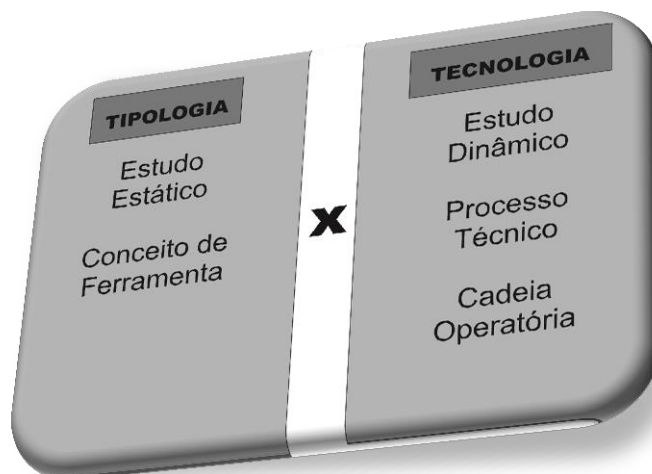 TIPOLOGIA
Estudo
Estático
Conceito de
Ferramenta
X
TECNOLOGIA
Estudo
Dinâmico
Processo
Técnico
Cadeia
Operatória